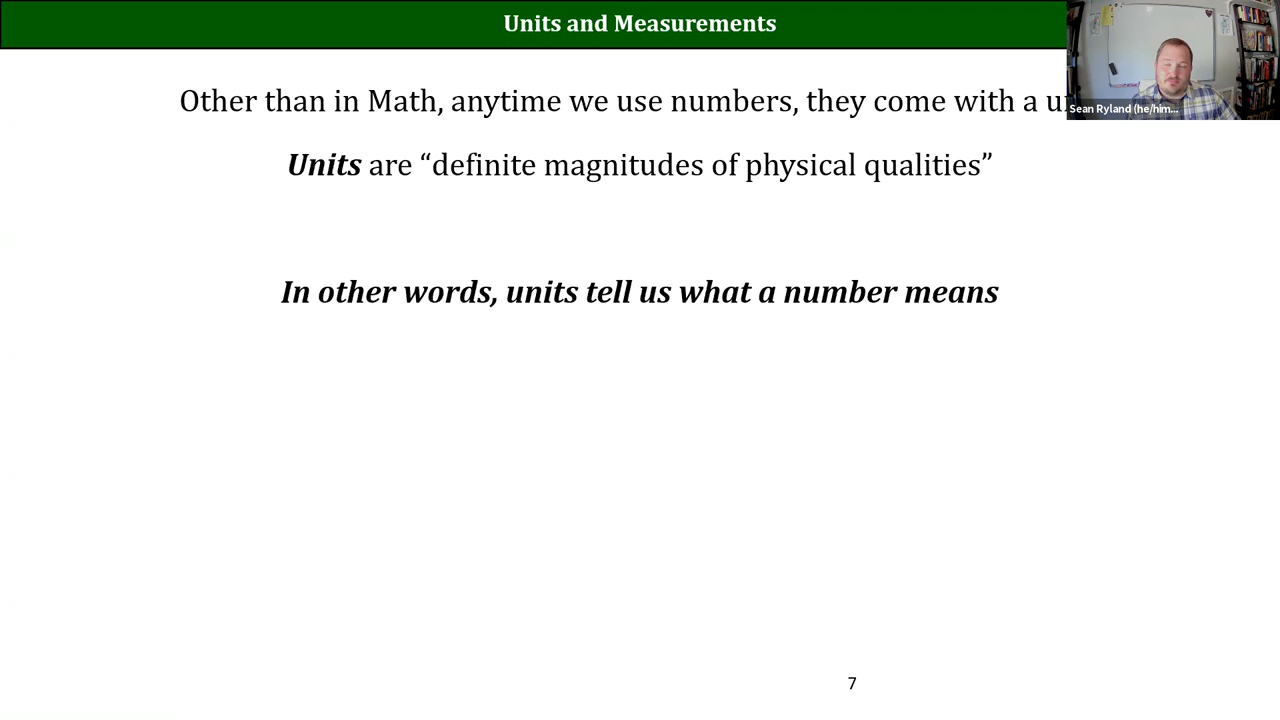 Units and Measurements
Other than in Math, anytime we use numbers, they come with a
Units are “definite magnitudes of physical qualities”
In other words, units tell us what a number means
Sean Ryland (he/him...
7